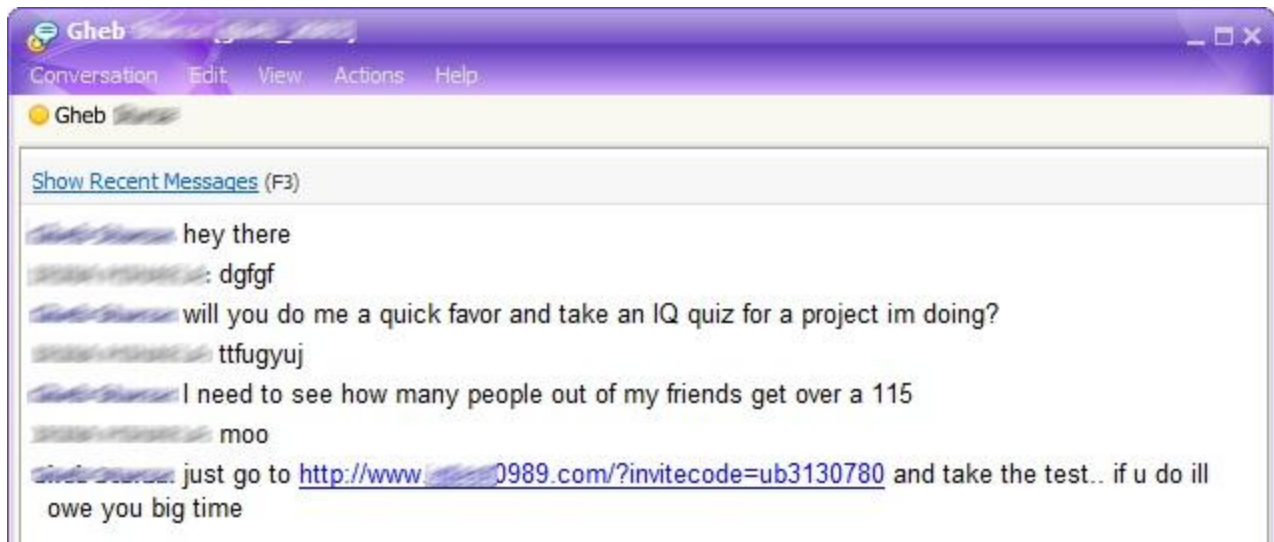 Gheb
Conversation Edit View Actions Help
Gheb
Show Recent Messages (F3)
hey there
: dgfgf
will you do me a quick favor and take an IQ quiz for a project im doing?
ttfugyuj
I need to see how many people out of my friends get over a 115
moo
just go to http://www. 0989.com/?invitecode=ub3130780 and take the test.. if u do ill
owe you big time